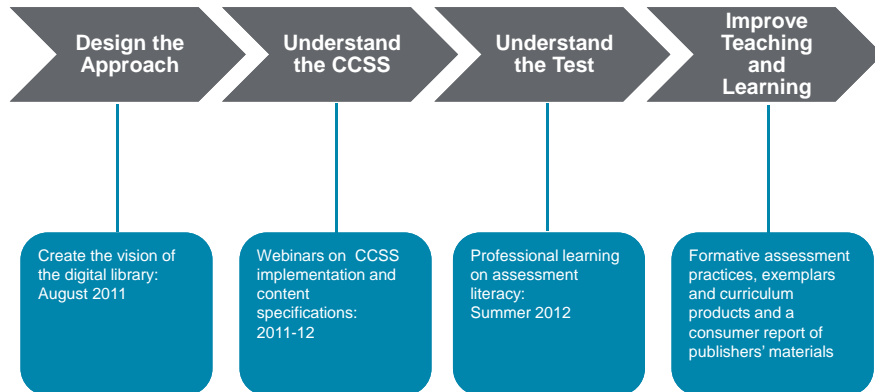 Design the
Approach
Understand
the CCSS
Understand
the Test
Improve
Teaching
and
Learning
Create the vision of
the digital library:
August 2011
Webinars on  CCSS
implementation and
content
specifications:
2011-12
Professional learning
on assessment
literacy:
Summer 2012
Formative assessment
practices, exemplars
and curriculum
products and a
consumer report of
publishers' materials